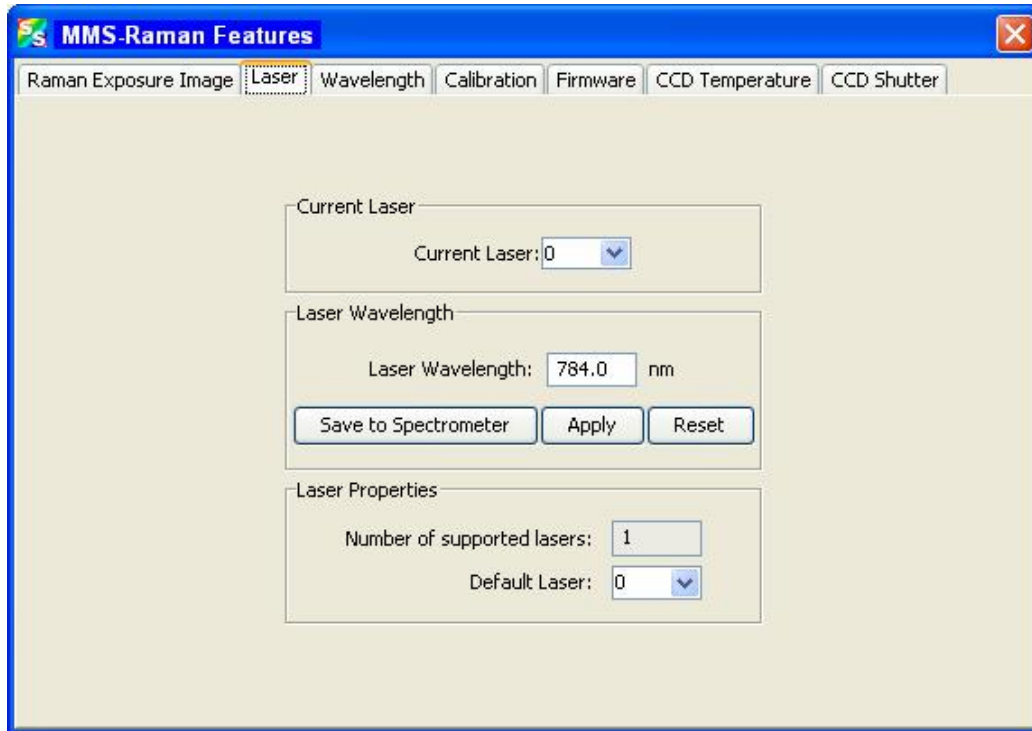 MMS-Raman Features
Raman Exposure Image Laser Wavelength Calibration Firmware CCD Temperature CCD Shutter
Current Laser
Current Laser: 0
Laser Wavelength
Laser Wavelength: 784.0 nm
Save to Spectrometer Apply Reset
Laser Properties
Number of supported lasers: 1
Default Laser: 0